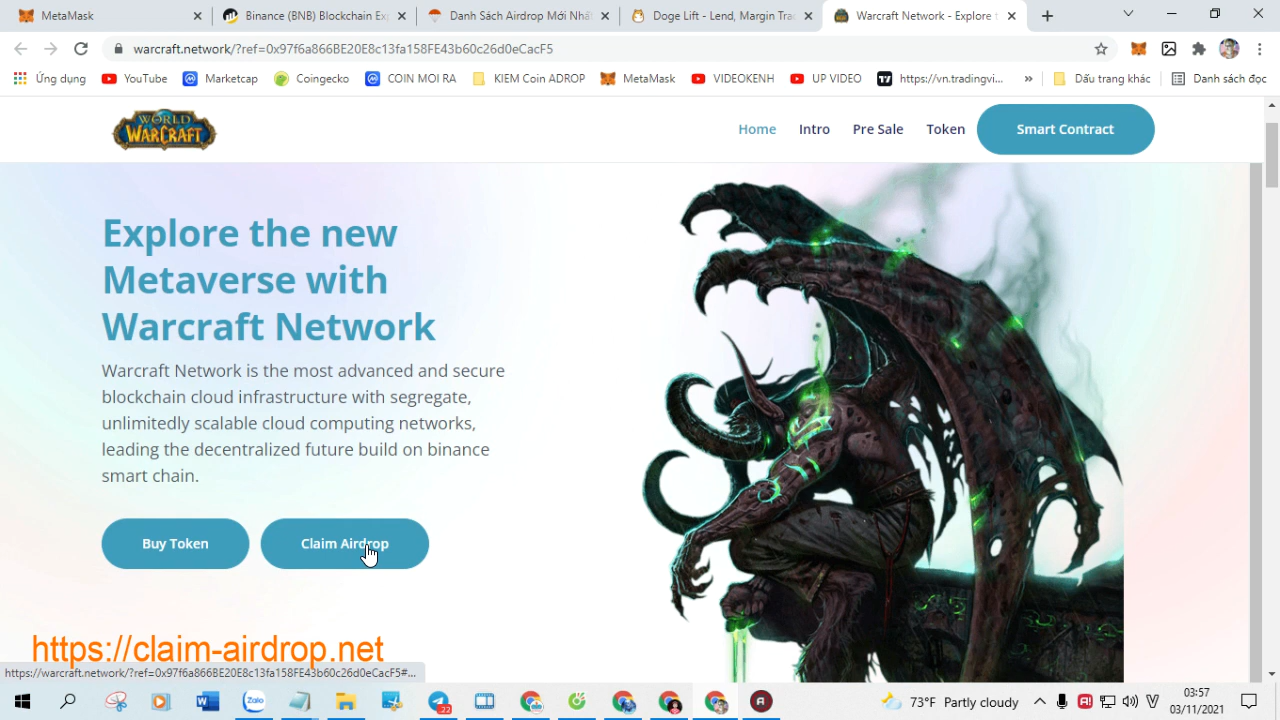 MetaMask
Binance (BNB) Blockchain Exp
Danh Sách Airdrop Mới Nhất
Doge Lift - Lend, Margin Tra
Warcraft Network - Explore t
warcraft.network/?ref=0x97f6a866BE20E8c13fa158FE43b60c26d0eCacF5
Ứng dụng
YouTube
Marketcap
Coingecko
COIN MOI RA
KIEM Coin ADROP
MetaMask
VIDEOKENH
UP VIDEO
https://vn.tradingvi...
»
Dấu trang khác
Danh sách đọc
WORLD
WARCRAFT
Home
Intro
Pre Sale
Token
Smart Contract
Explore the new
Metaverse with
Warcraft Network
Warcraft Network is the most advanced and secure
blockchain cloud infrastructure with segregate,
unlimitedly scalable cloud computing networks,
leading the decentralized future build on binance
smart chain.
Buy Token
Claim Airdrop
https://claim-airdrop.net
https://warcraft.network/?ref=0x97f6a866BE20E8c13fa158FE43b60c26d0eCacF5#...
Zalo
22
73°F Partly cloudy
03:57
03/11/2021